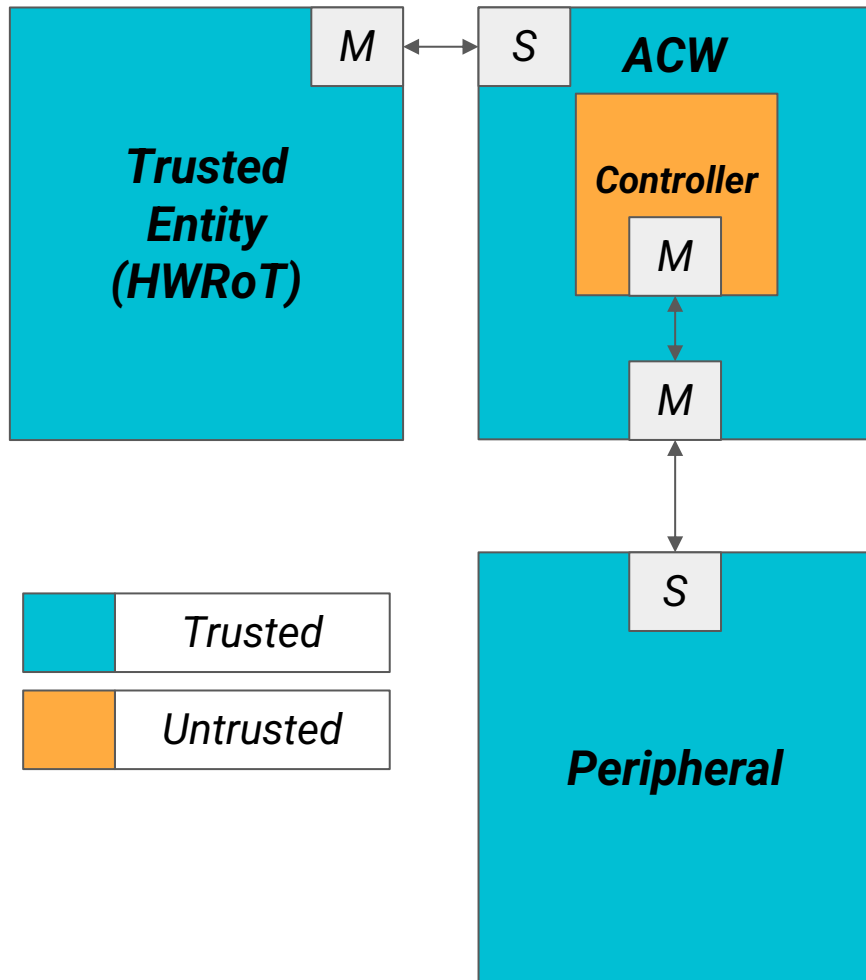 M
S
ACW
Trusted
Entity
(HWRoT)
Controller
M
M
S
Trusted
Untrusted
Peripheral